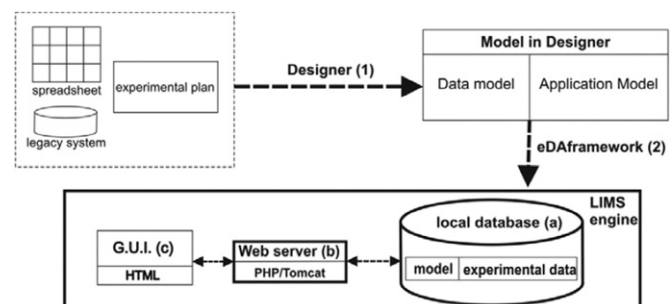 spreadsheet
legacy system
experimental plan
Designer (1)
Model in Designer
Data model
Application Model
eDAframework (2)
LIMS
engine
local database (a)
model
experimental data
Web server (b)
PHP/Tomcat
G.U.I. (c)
HTML